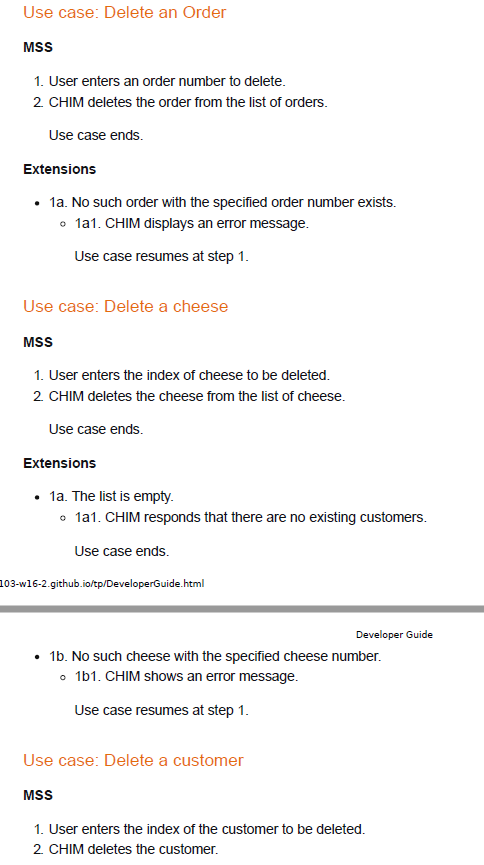 Use case: Delete an Order
MSS
1. User enters an order number to delete.
2. CHIM deletes the order from the list of orders.
Use case ends.
Extensions
• 1a. No such order with the specified order number exists.
◦ 1a1. CHIM displays an error message.
Use case resumes at step 1.
Use case: Delete a cheese
MSS
1. User enters the index of cheese to be deleted.
2. CHIM deletes the cheese from the list of cheese.
Use case ends.
Extensions
• 1a. The list is empty.
◦ 1a1. CHIM responds that there are no existing customers.
Use case ends.
103-w16-2.github.io/tp/DeveloperGuide.html
Developer Guide
• 1b. No such cheese with the specified cheese number.
◦ 1b1. CHIM shows an error message.
Use case resumes at step 1.
Use case: Delete a customer
MSS
1. User enters the index of the customer to be deleted.
2. CHIM deletes the customer.